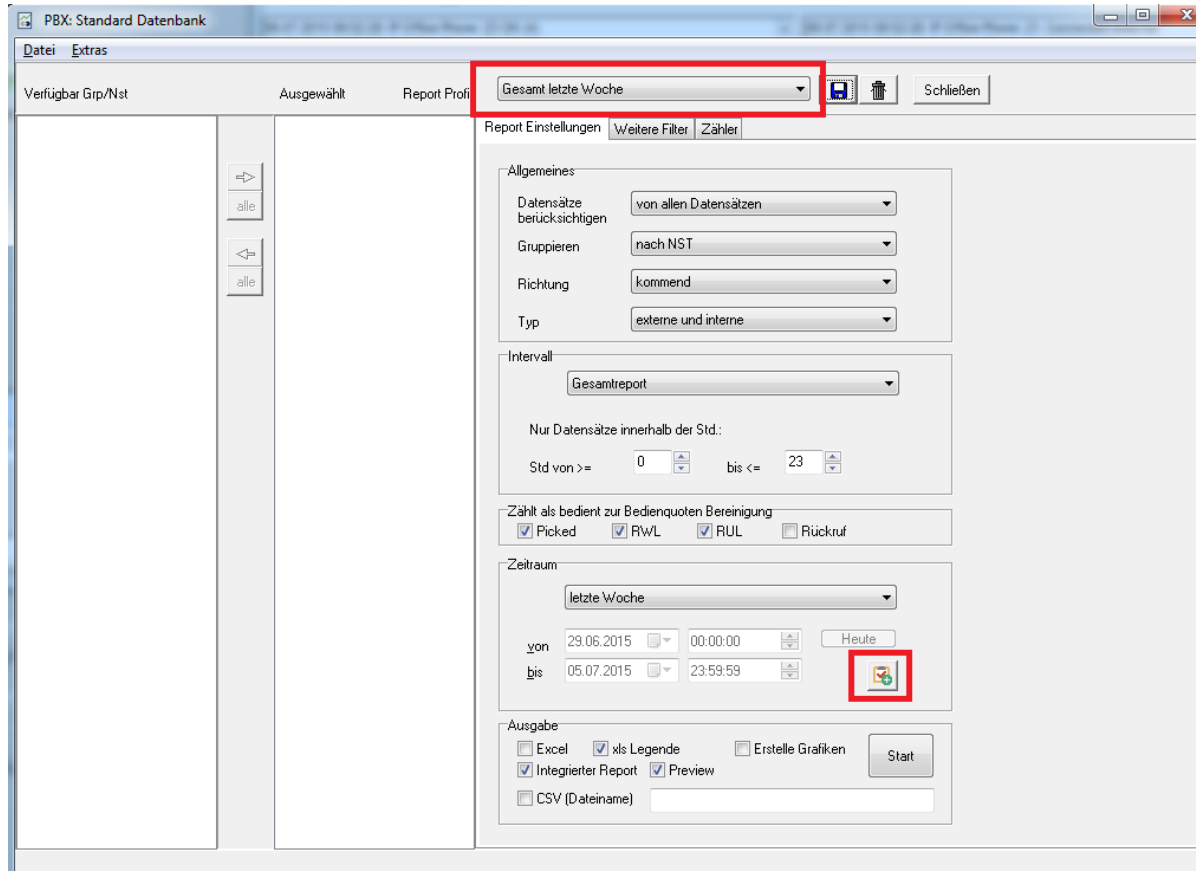 PBX: Standard Datenbank
Datei Extras
Verfügbar Grp/Nst
Ausgewählt
Report Profi
Gesamt letzte Woche
Schließen
alle
alle
Report Einstellungen
Weitere Filter
Zähler
Allgemeines
Datensätze berücksichtigen
von allen Datensätzen
Gruppieren
nach NST
Richtung
kommend
Typ
externe und interne
Intervall
Gesamtreport
Nur Datensätze innerhalb der Std.:
Std von >= 0 bis <= 23
Zählt als bedient zur Bedienquoten Bereinigung
Picked RWL RUL Rückruf
Zeitraum
letzte Woche
von 29.06.2015 00:00:00 Heute
bis 05.07.2015 23:59:59
Ausgabe
Excel xls Legende Erstelle Grafiken
Integrierter Report Preview
Start
CSV (Dateiname)